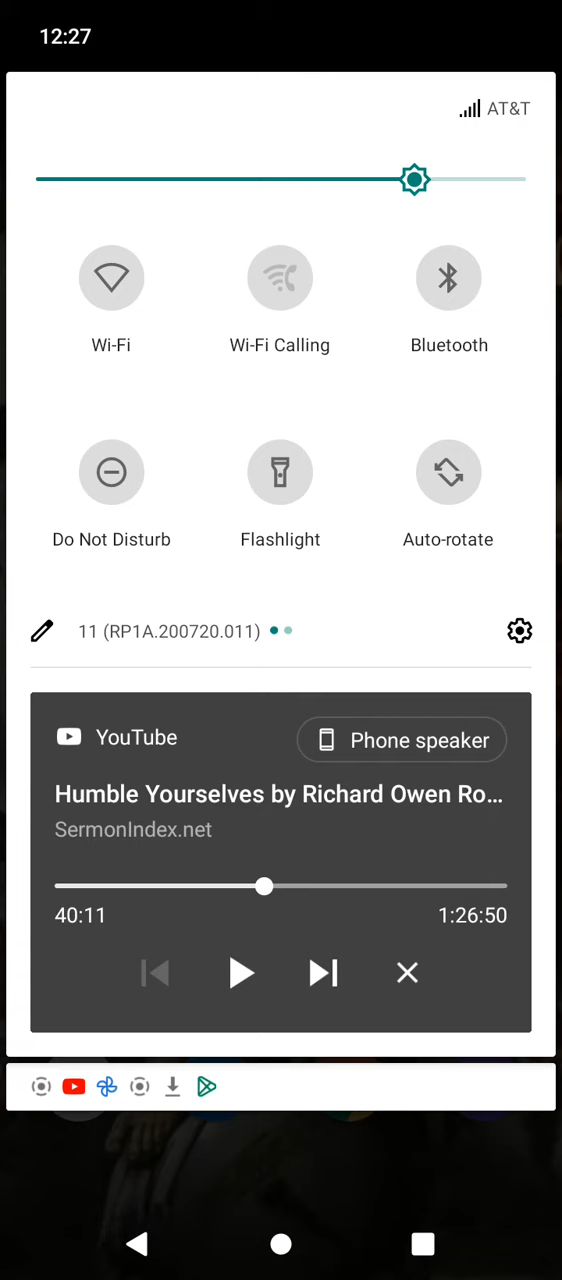 12:27
AT&T
Wi-Fi
Wi-Fi Calling
Bluetooth
Do Not Disturb
Flashlight
Auto-rotate
11 (RP1A.200720.011)
YouTube
Phone speaker
Humble Yourselves by Richard Owen Ro...
SermonIndex.net
40:11
1:26:50